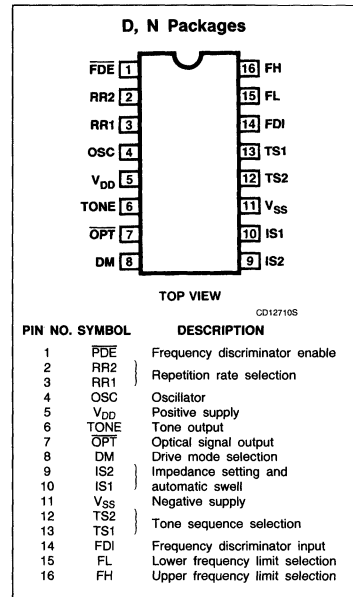 D, N Packages
FDE 1 16 FH
RR2 2 15 FL
RR1 3 14 FDI
OSC 4 13 TS1
VDD 5 12 TS2
TONE 6 11 VSS
OPT 7 10 IS1
DM 8 9 IS2
TOP VIEW
CD12710S
PIN NO. SYMBOL DESCRIPTION
1 PDE Frequency discriminator enable
2 RR2
3 RR1 Repetition rate selection
4 OSC Oscillator
5 VDD Positive supply
6 TONE Tone output
7 OPT Optical signal output
8 DM Drive mode selection
9 IS2 Impedance setting and
10 IS1 automatic swell
11 VSS Negative supply
12 TS2
13 TS1 Tone sequence selection
14 FDI Frequency discriminator input
15 FL Lower frequency limit selection
16 FH Upper frequency limit selection